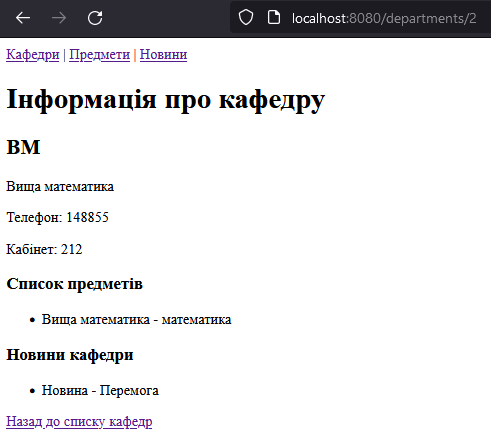 localhost:8080/departments/2
Кафедри | Предмети | Новини
Інформація про кафедру
ВМ
Вища математика
Телефон: 148855
Кабінет: 212
Список предметів
Вища математика - математика
Новини кафедри
Новина - Перемога
Назад до списку кафедр